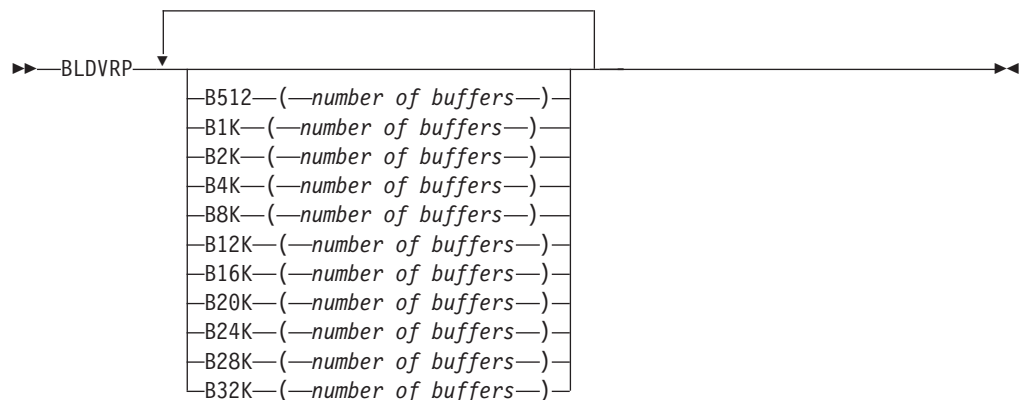 BLDVRP
B512 (number of buffers)
B1K (number of buffers)
B2K (number of buffers)
B4K (number of buffers)
B8K (number of buffers)
B12K (number of buffers)
B16K (number of buffers)
B20K (number of buffers)
B24K (number of buffers)
B28K (number of buffers)
B32K (number of buffers)